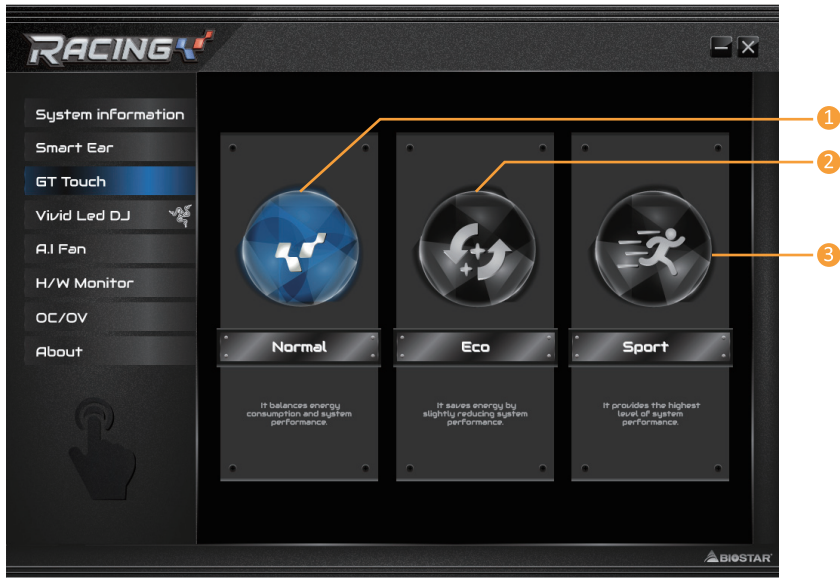 RACING
System information
Smart Ear
GT Touch
Vivid Led DJ
A.I Fan
H/W Monitor
OC/OV
About
1
2
3
Normal
Eco
Sport
It balances energy
consumption and system
performance.
It saves energy by
slightly reducing system
performance.
It provides the highest
level of system
performance.
BIOSTAR